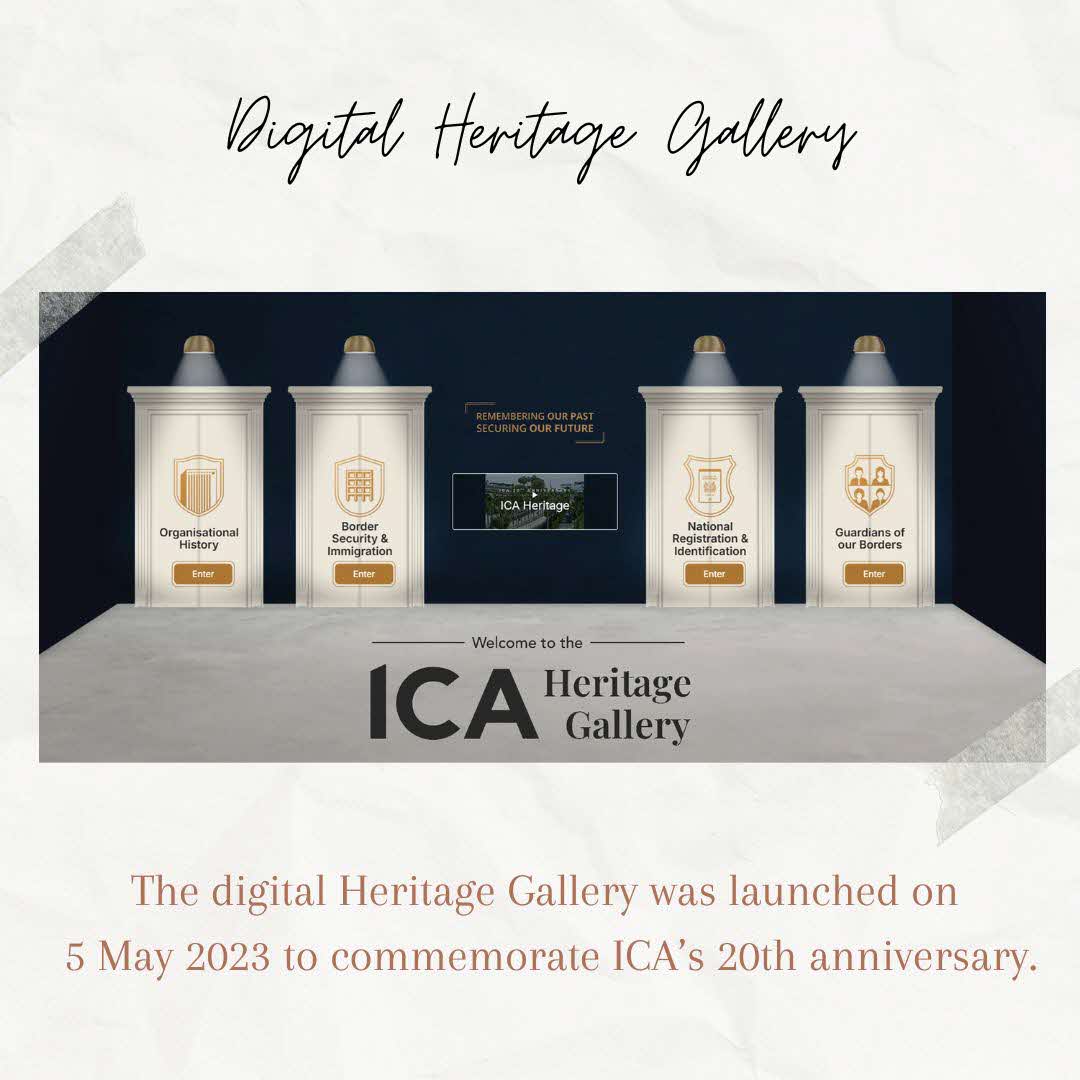 Digital Heritage Gallery
REMEMBERING OUR PAST
SECURING OUR FUTURE
ICA Heritage
Organisational
History
Enter
Border
Security &
Immigration
Enter
National
Registration &
Identification
Enter
Guardians of
our Borders
Enter
Welcome to the
ICA Heritage
Gallery
The digital Heritage Gallery was launched on
5 May 2023 to commemorate ICA's 20th anniversary.